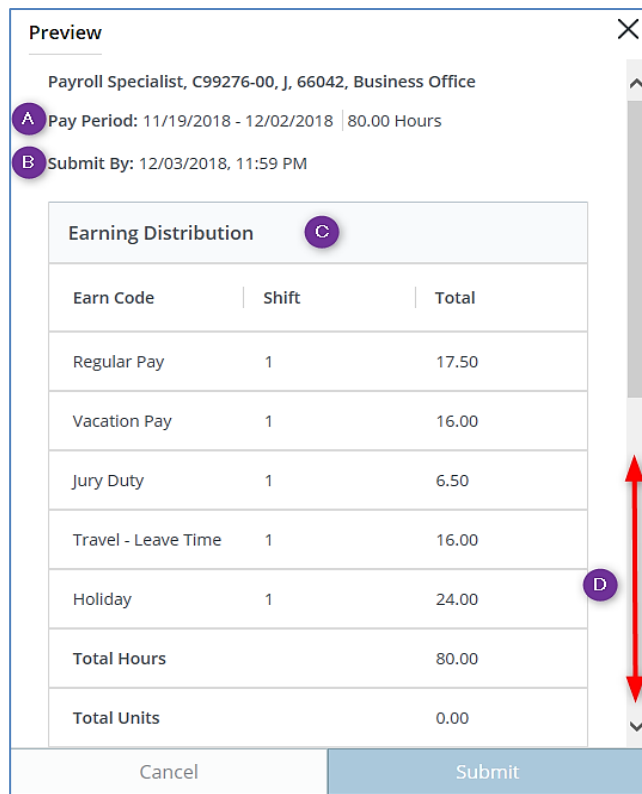 Preview
Payroll Specialist, C99276-00, J, 66042, Business Office
A Pay Period: 11/19/2018 - 12/02/2018 | 80.00 Hours
B Submit By: 12/03/2018, 11:59 PM
Earning Distribution C
Earn Code Shift Total
Regular Pay 1 17.50
Vacation Pay 1 16.00
Jury Duty 1 6.50
Travel - Leave Time 1 16.00
D
Holiday 1 24.00
Total Hours 80.00
Total Units 0.00
Cancel Submit